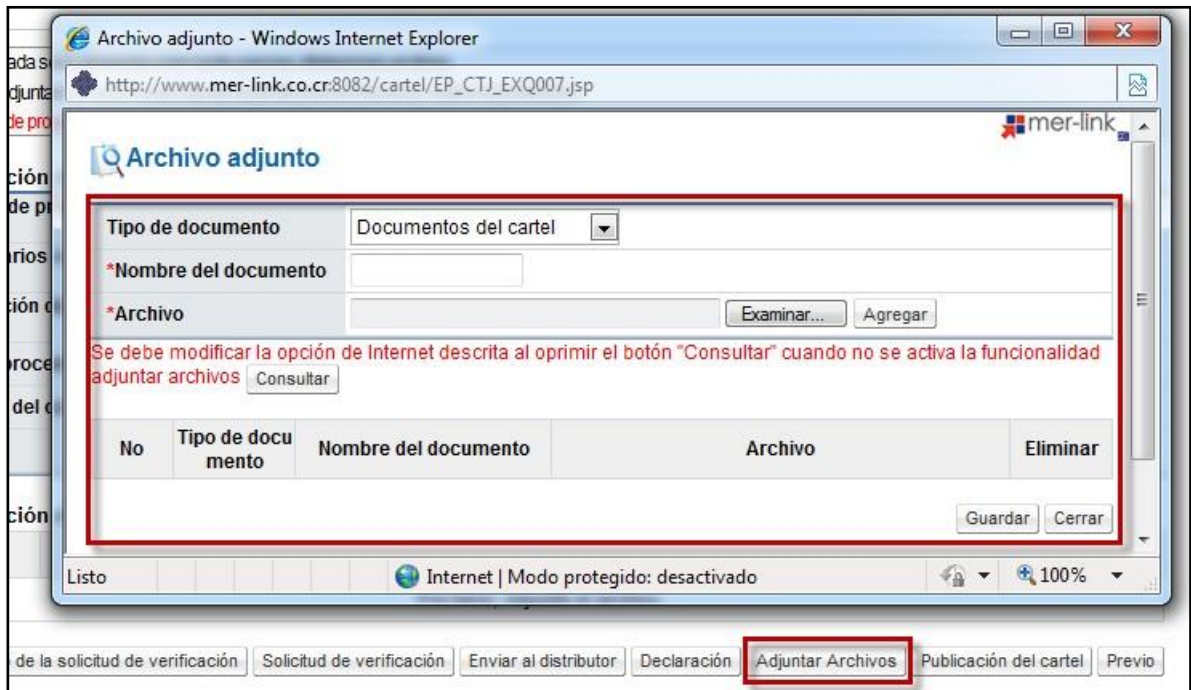 Archivo adjunto - Windows Internet Explorer
http://www.mer-link.co.cr:8082/cartel/EP_CTJ_EXQ007.jsp
mer-link
Archivo adjunto
Tipo de documento Documentos del cartel
*Nombre del documento
*Archivo Examinar... Agregar
Se debe modificar la opción de Internet descrita al oprimir el botón "Consultar" cuando no se activa la funcionalidad
adjuntar archivos Consultar
No Tipo de docu
mento Nombre del documento Archivo Eliminar
Guardar Cerrar
Listo Internet | Modo protegido: desactivado 100%
de la solicitud de verificación Solicitud de verificación Enviar al distributor Declaración Adjuntar Archivos Publicación del cartel Previo